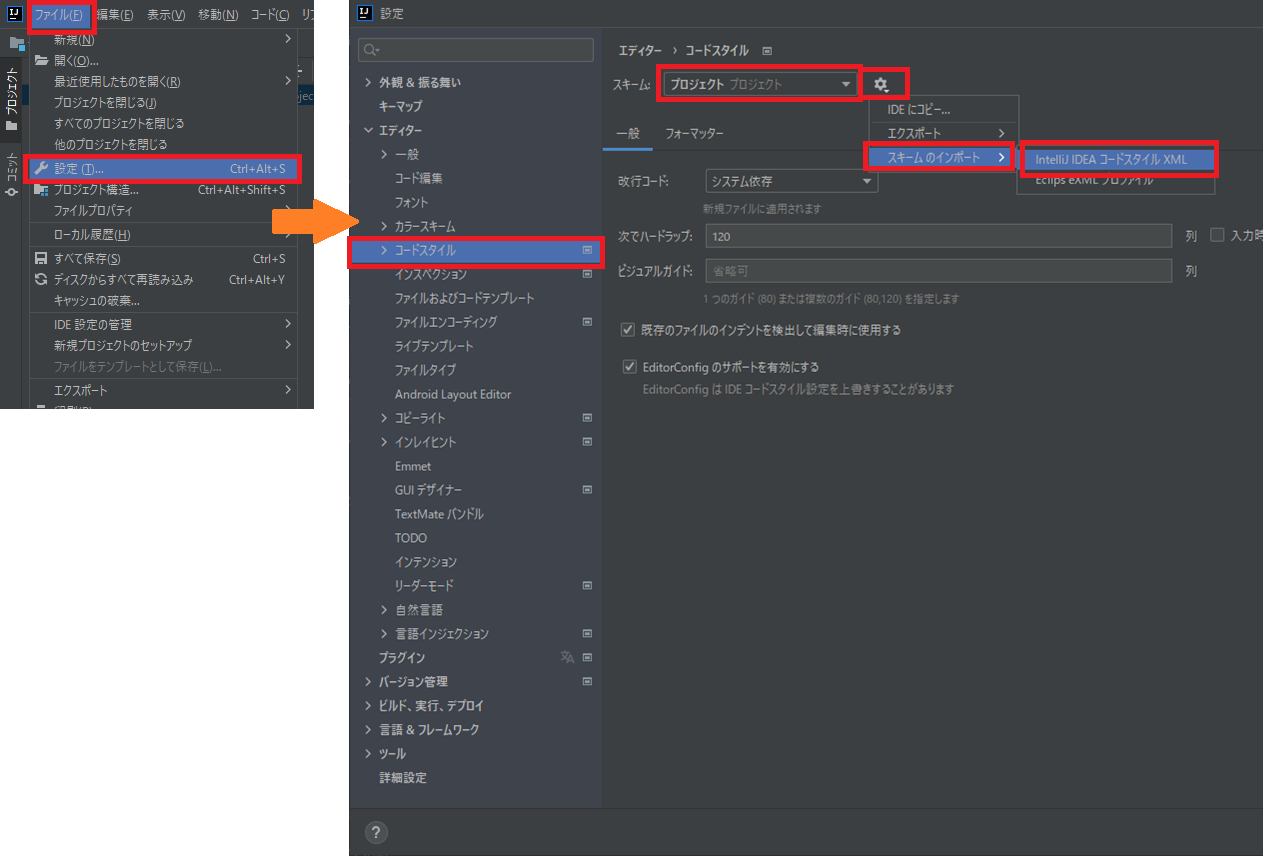 ファイル(F) 編集(E) 表示(V) 移動(N) コード(C)
プロジェクト
コミット
新規(N)
開く(O)...
最近使用したものを開く(R)
プロジェクトを閉じる(J)
すべてのプロジェクトを閉じる
他のプロジェクトを閉じる
設定 (T)... Ctrl+Alt+S
プロジェクト構造... Ctrl+Alt+Shift+S
ファイルプロパティ
ローカル履歴(H)
すべて保存(S) Ctrl+S
ディスクからすべて再読み込み Ctrl+Alt+Y
キャッシュの破棄...
IDE 設定の管理
新規プロジェクトのセットアップ
ファイルをテンプレートとして保存(L)...
エクスポート
設定
外観 & 振る舞い
キーマップ
エディター
一般
コード編集
フォント
カラースキーム
コードスタイル
インスペクション
ファイルおよびコードテンプレート
ファイルエンコーディング
ライブテンプレート
ファイルタイプ
Android Layout Editor
コピーライト
インレイヒント
Emmet
GUI デザイナー
TextMate バンドル
TODO
インテンション
リーダーモード
自然言語
言語インジェクション
プラグイン
バージョン管理
ビルド、実行、デプロイ
言語 & フレームワーク
ツール
詳細設定
?
エディター › コードスタイル
スキーム: プロジェクト プロジェクト
IDE にコピー...
エクスポート
スキームのインポート
IntelliJ IDEA コードスタイル XML
Eclips eXML プロファイル
一般 フォーマッター
改行コード: システム依存
新規ファイルに適用されます
次でハードラップ: 120 列 入力時
ビジュアルガイド: 省略可 列
1 つのガイド (80) または複数のガイド (80,120) を指定します
既存のファイルのインデントを検出して編集時に使用する
EditorConfig のサポートを有効にする
EditorConfig は IDE コードスタイル設定を上書きすることがあります